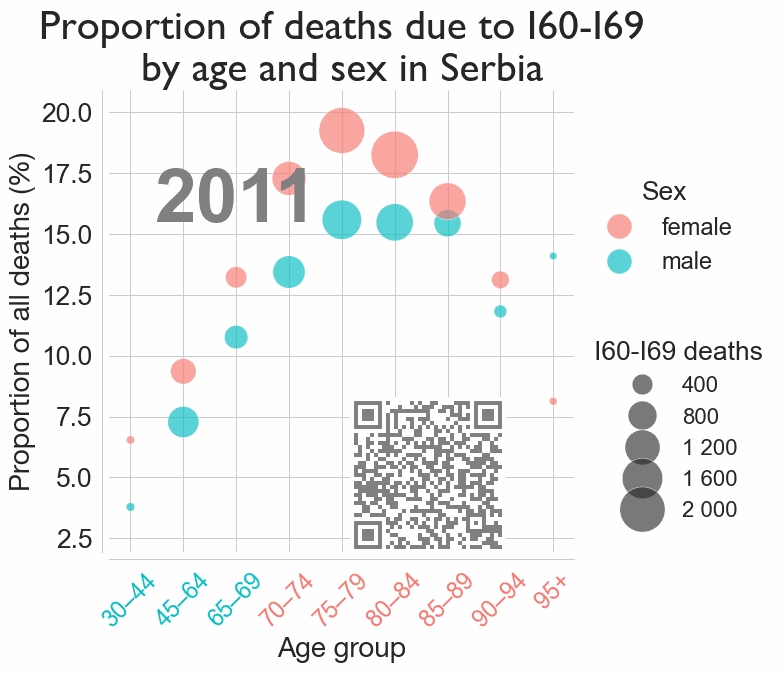 Proportion of deaths due to I60-I69
by age and sex in Serbia
Proportion of all deaths (%)
20.0
17.5
15.0
12.5
10.0
7.5
5.0
2.5
2011
30–44
45–64
65–69
70–74
75–79
80–84
85–89
90–94
95+
Age group
Sex
female
male
I60-I69 deaths
400
800
1 200
1 600
2 000